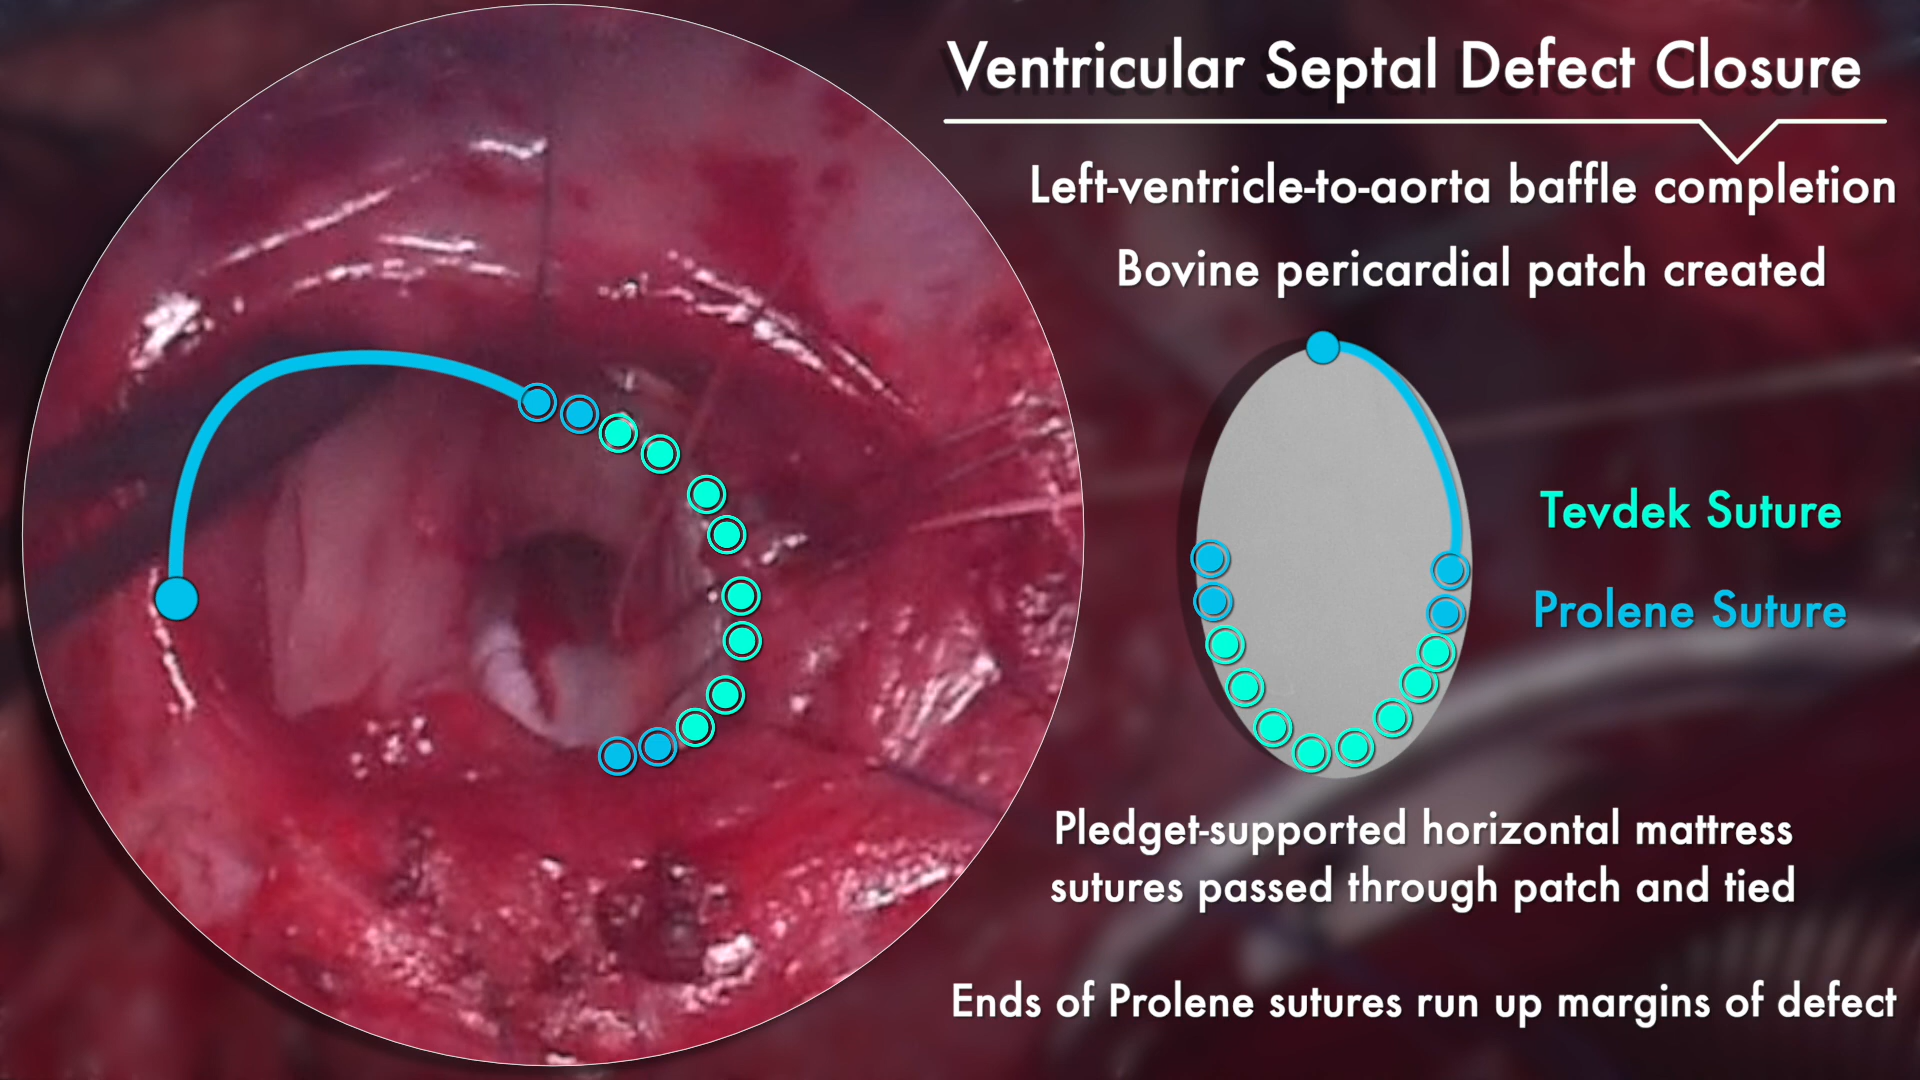 Ventricular Septal Defect Closure
Left-ventricle-to-aorta baffle completion
Bovine pericardial patch created
Tevdek Suture
Prolene Suture
Pledget-supported horizontal mattress
sutures passed through patch and tied
Ends of Prolene sutures run up margins of defect